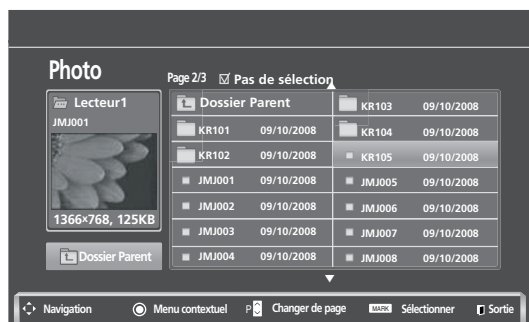 Photo
Page 2/3 ☑ Pas de sélection
Lecteur1
JMJ001
1366×768, 125KB
Dossier Parent
Dossier Parent
KR101 09/10/2008
KR102 09/10/2008
JMJ001 09/10/2008
JMJ002 09/10/2008
JMJ003 09/10/2008
JMJ004 09/10/2008
KR103 09/10/2008
KR104 09/10/2008
KR105 09/10/2008
JMJ005 09/10/2008
JMJ006 09/10/2008
JMJ007 09/10/2008
JMJ008 09/10/2008
Navigation Menu contextuel P Changer de page MARK Sélectionner Sortie